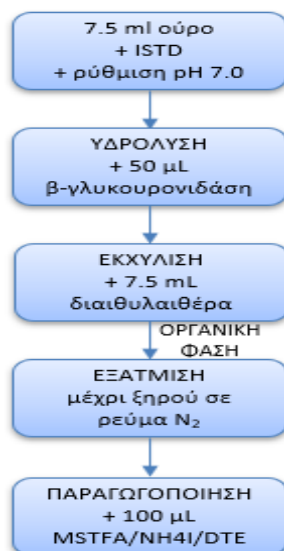 7.5 ml ούρο
+ ISTD
+ ρύθμιση pH 7.0
ΥΔΡΟΛΥΣΗ
+ 50 μL
β-γλυκουρονιδάση
ΕΚΧΥΛΙΣΗ
+ 7.5 mL
διαιθυλαιθέρα
ΟΡΓΑΝΙΚΗ
ΦΑΣΗ
ΕΞΑΤΜΙΣΗ
μέχρι ξηρού σε
ρεύμα N₂
ΠΑΡΑΓΩΓΟΠΟΙΗΣΗ
+ 100 μL
MSTFA/NH4I/DTE